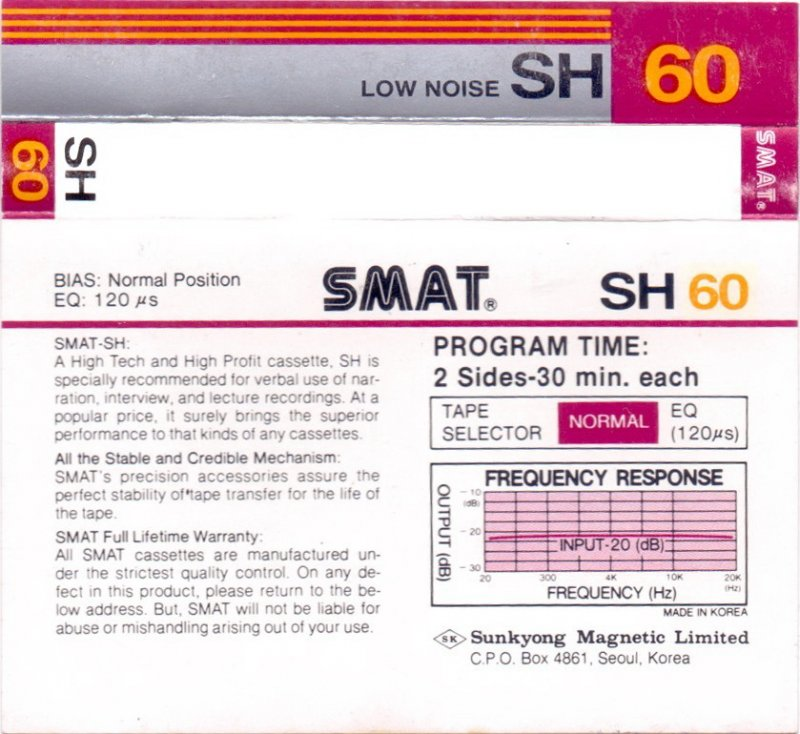 LOW NOISE SH 60
60 SH
SMAT®
BIAS: Normal Position
EQ: 120 µs
SMAT®
SH 60
SMAT-SH:
A High Tech and High Profit cassette, SH is
specially recommended for verbal use of nar-
ration, interview, and lecture recordings. At a
popular price, it surely brings the superior
performance to that kinds of any cassettes.
All the Stable and Credible Mechanism:
SMAT's precision accessories assure the
perfect stability of tape transfer for the life of
the tape.
SMAT Full Lifetime Warranty:
All SMAT cassettes are manufactured un-
der the strictest quality control. On any de-
fect in this product, please return to the be-
low address. But, SMAT will not be liable for
abuse or mishandling arising out of your use.
PROGRAM TIME:
2 Sides-30 min. each
TAPE
SELECTOR
NORMAL
EQ
(120µs)
FREQUENCY RESPONSE
OUTPUT (dB)
-10
(dB)
-20
-30
INPUT-20 (dB)
20 300 4K 10K 20K
(Hz)
FREQUENCY (Hz)
MADE IN KOREA
SK Sunkyong Magnetic Limited
C.P.O. Box 4861, Seoul, Korea